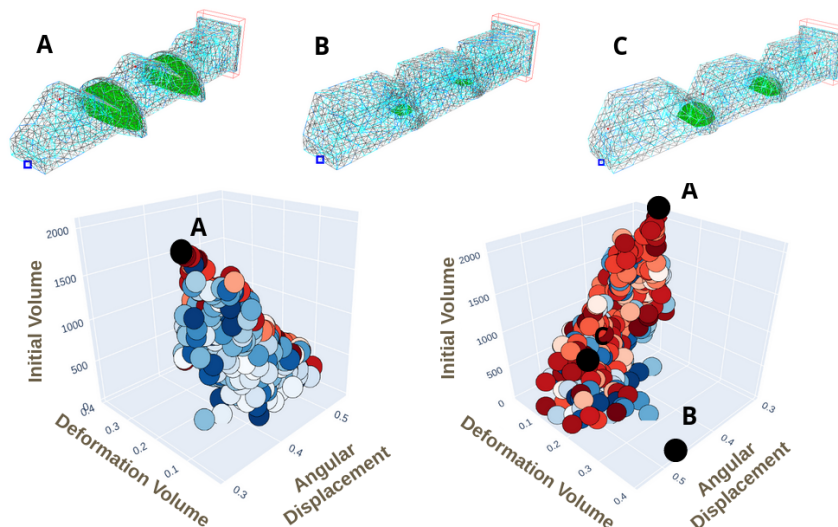 A
B
C
A
2000
1500
1000
500
0
0.4
0.3
0.2
0.1
0.3
0.4
0.5
Initial Volume
Deformation Volume
Angular
Displacement
A
C
B
2000
1500
1000
500
0
0.1
0.2
0.3
0.4
0.5
0.4
0.3
Initial Volume
Deformation Volume
Angular
Displacement